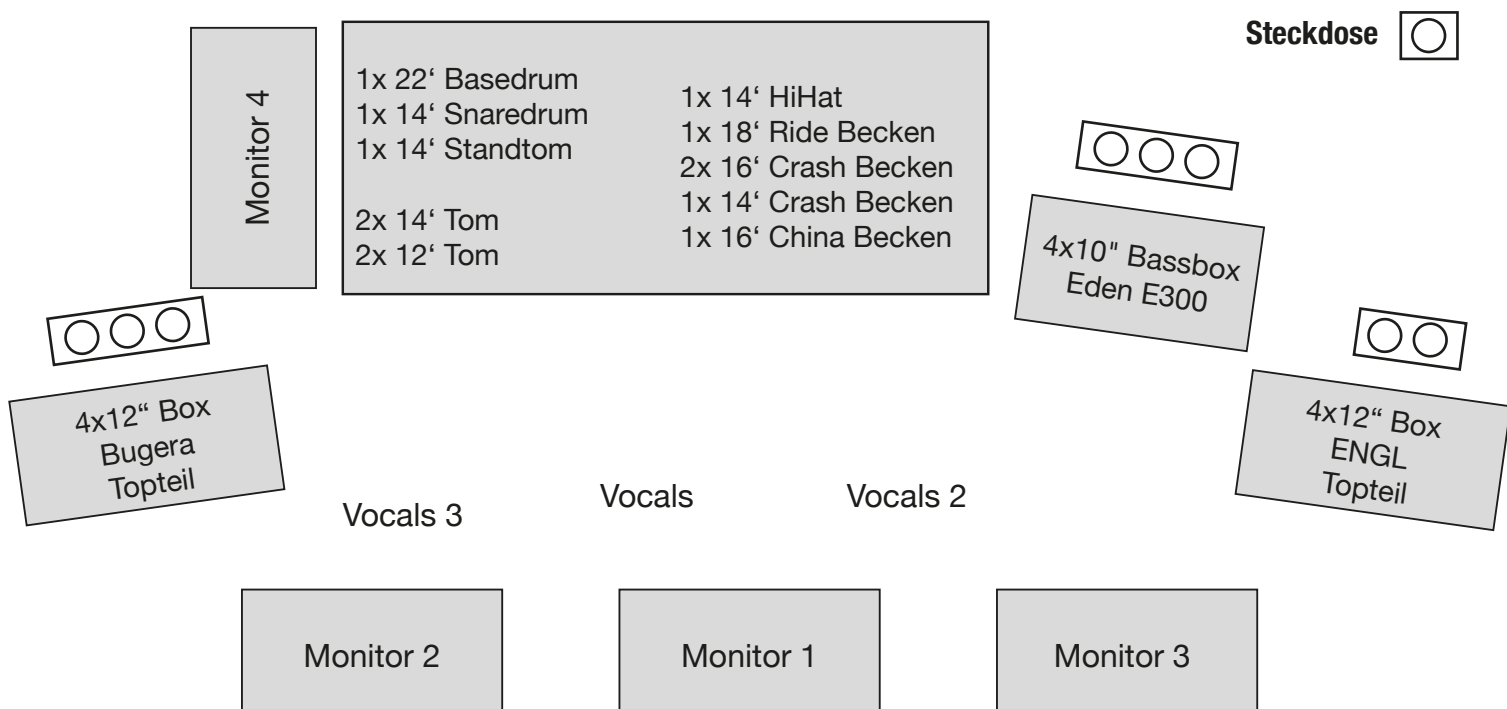 Steckdose
Monitor 4
1x 22‘ Basedrum
1x 14‘ Snaredrum
1x 14‘ Standtom
2x 14‘ Tom
2x 12‘ Tom
1x 14‘ HiHat
1x 18‘ Ride Becken
2x 16‘ Crash Becken
1x 14‘ Crash Becken
1x 16‘ China Becken
4x10" Bassbox
Eden E300
4x12“ Box
Bugera
Topteil
4x12“ Box
ENGL
Topteil
Vocals 3
Vocals
Vocals 2
Monitor 2
Monitor 1
Monitor 3